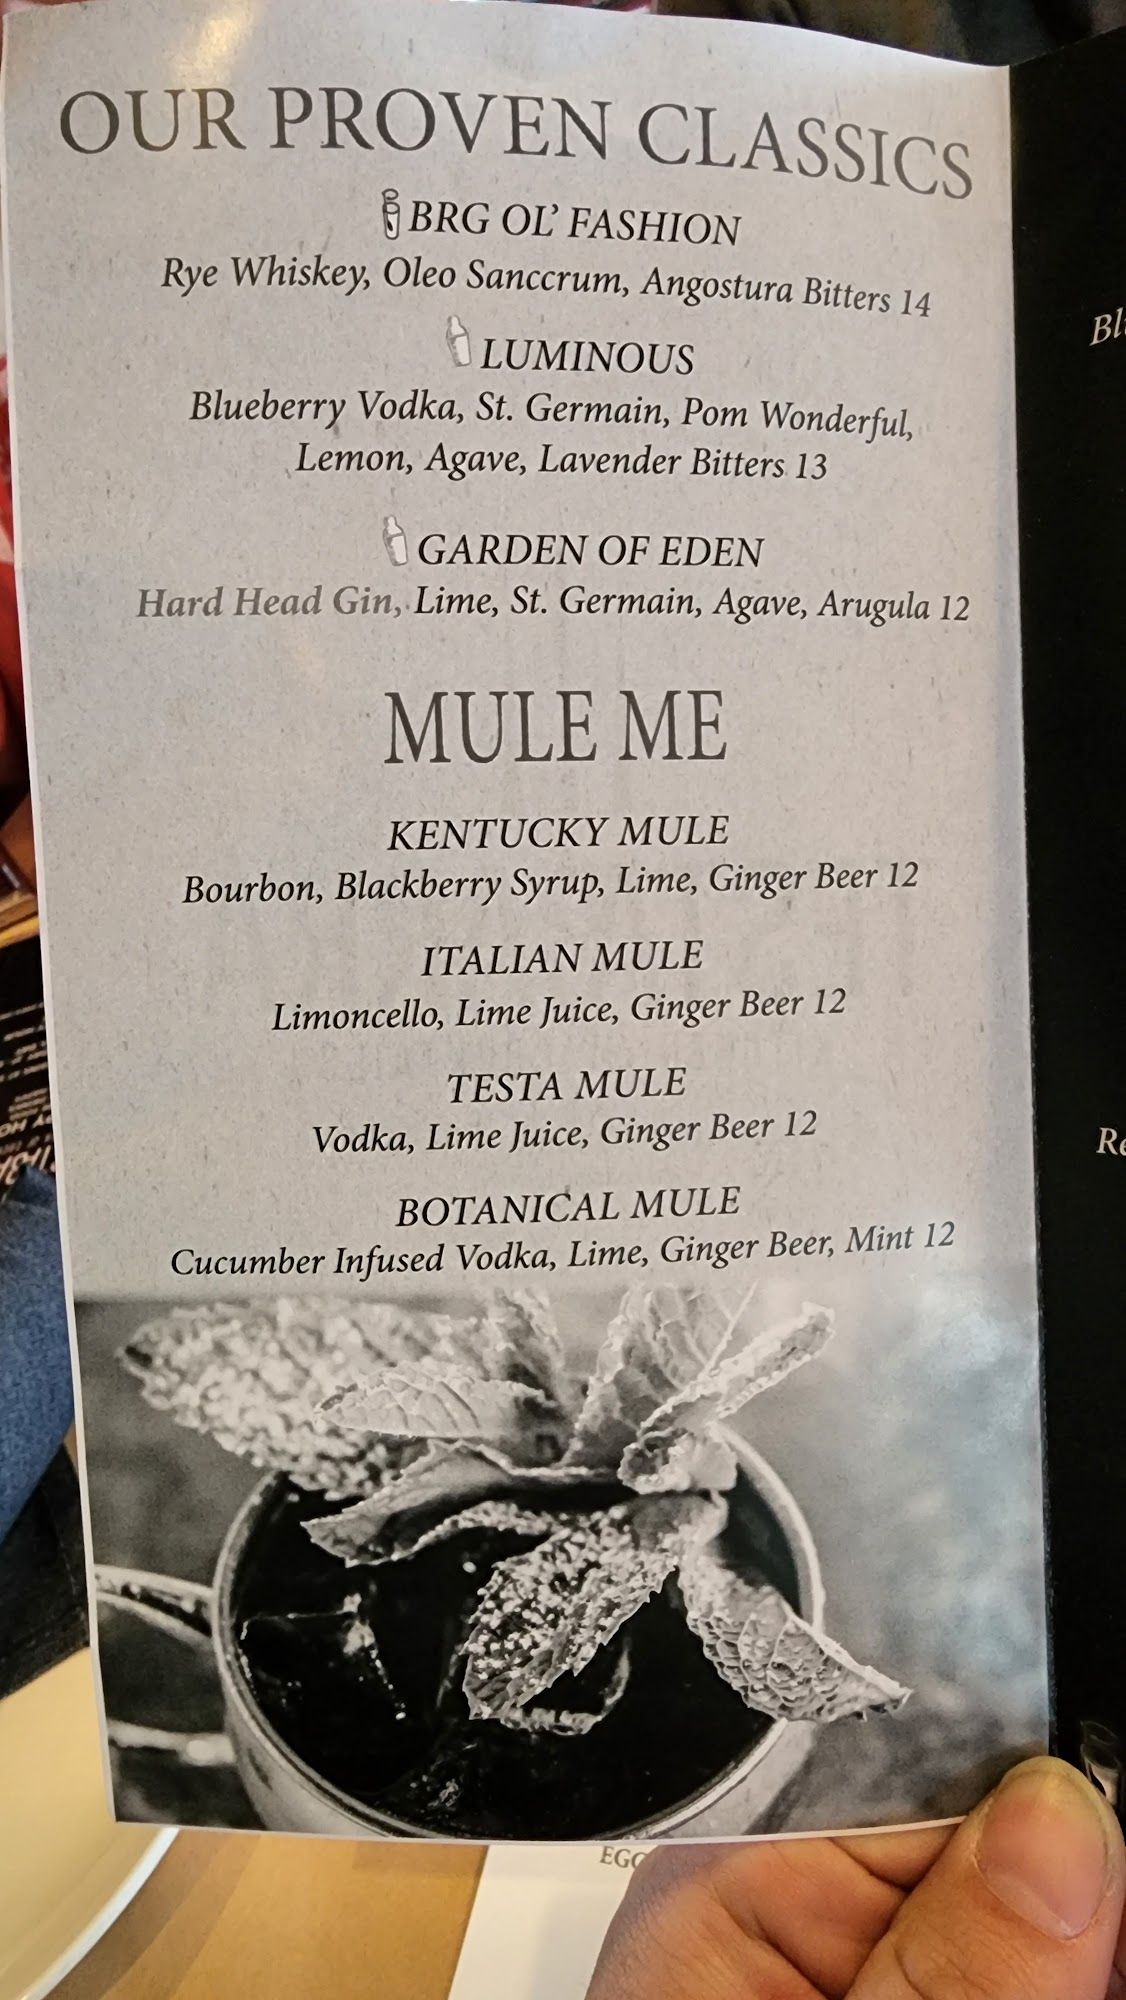 OUR PROVEN CLASSICS
BRG OL' FASHION
Rye Whiskey, Oleo Sanccrum, Angostura Bitters 14
LUMINOUS
Blueberry Vodka, St. Germain, Pom Wonderful,
Lemon, Agave, Lavender Bitters 13
GARDEN OF EDEN
Hard Head Gin, Lime, St. Germain, Agave, Arugula 12
MULE ME
KENTUCKY MULE
Bourbon, Blackberry Syrup, Lime, Ginger Beer 12
ITALIAN MULE
Limoncello, Lime Juice, Ginger Beer 12
TESTA MULE
Vodka, Lime Juice, Ginger Beer 12
BOTANICAL MULE
Cucumber Infused Vodka, Lime, Ginger Beer, Mint 12